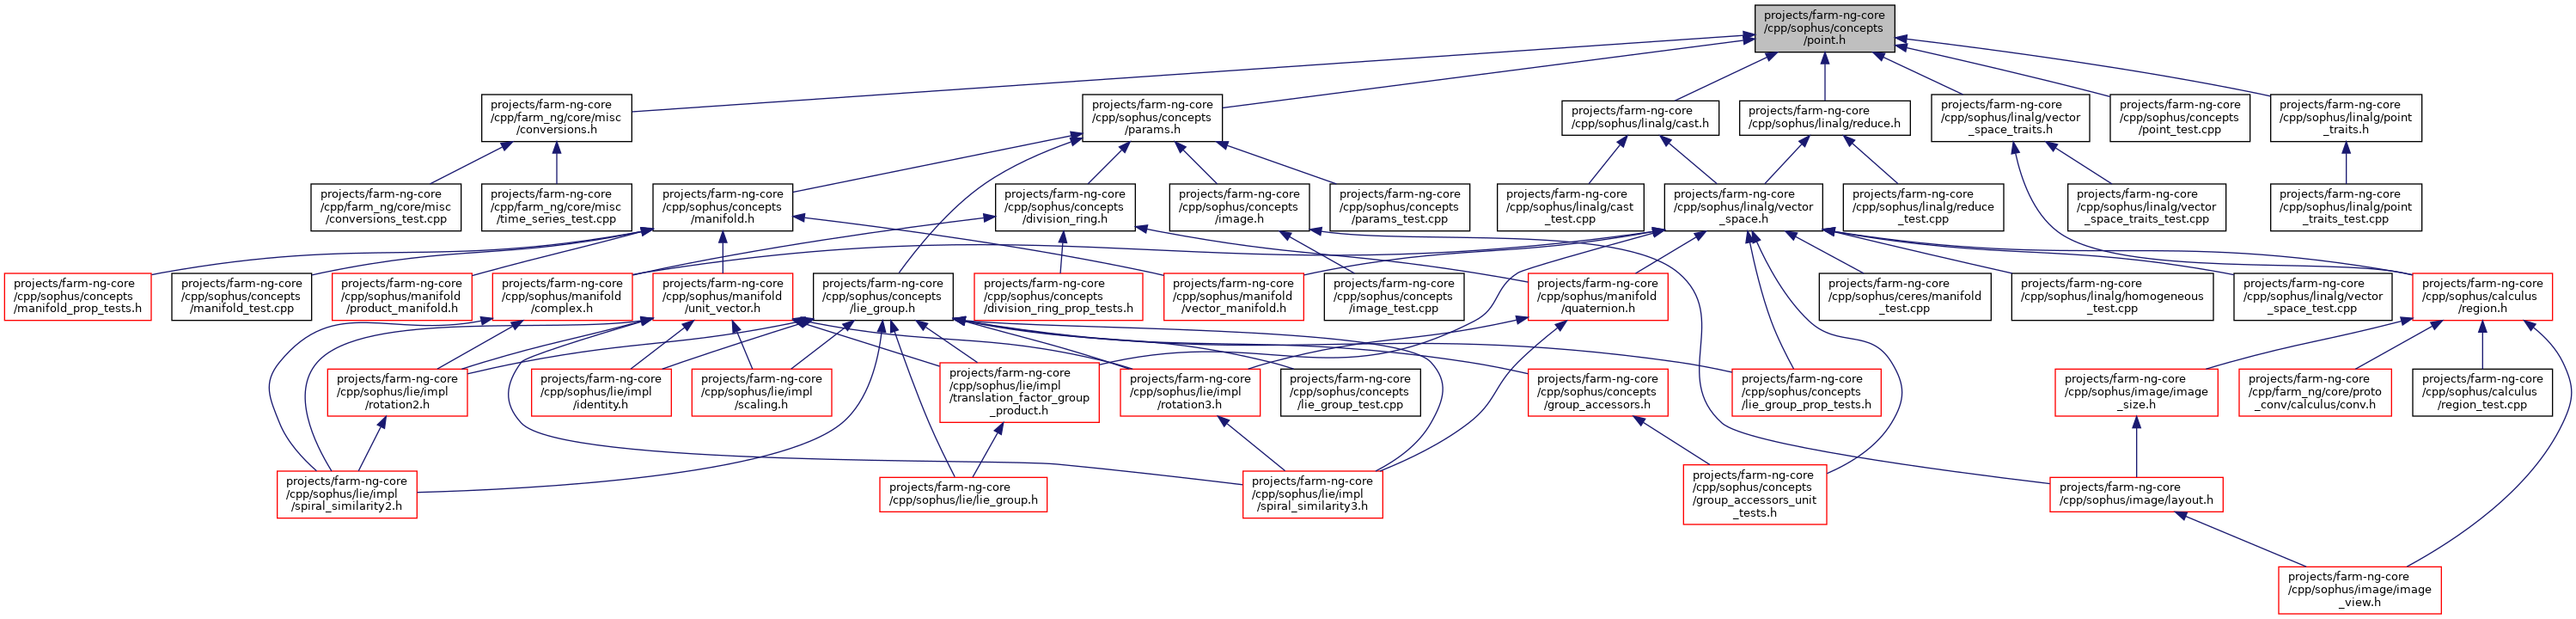 projects/farm-ng-core
/cpp/sophus/concepts
/point.h
projects/farm-ng-core
/cpp/farm_ng/core/misc
/conversions.h
projects/farm-ng-core
/cpp/sophus/concepts
/params.h
projects/farm-ng-core
/cpp/sophus/linalg/cast.h
projects/farm-ng-core
/cpp/sophus/linalg/reduce.h
projects/farm-ng-core
/cpp/sophus/linalg/vector
_space_traits.h
projects/farm-ng-core
/cpp/sophus/concepts
/point_test.cpp
projects/farm-ng-core
/cpp/sophus/linalg/point
_traits.h
projects/farm-ng-core
/cpp/farm_ng/core/misc
/conversions_test.cpp
projects/farm-ng-core
/cpp/farm_ng/core/misc
/time_series_test.cpp
projects/farm-ng-core
/cpp/sophus/concepts
/manifold.h
projects/farm-ng-core
/cpp/sophus/concepts
/division_ring.h
projects/farm-ng-core
/cpp/sophus/concepts
/image.h
projects/farm-ng-core
/cpp/sophus/concepts
/params_test.cpp
projects/farm-ng-core
/cpp/sophus/linalg/cast
_test.cpp
projects/farm-ng-core
/cpp/sophus/linalg/vector
_space.h
projects/farm-ng-core
/cpp/sophus/linalg/reduce
_test.cpp
projects/farm-ng-core
/cpp/sophus/linalg/vector
_space_traits_test.cpp
projects/farm-ng-core
/cpp/sophus/linalg/point
_traits_test.cpp
projects/farm-ng-core
/cpp/sophus/concepts
/manifold_prop_tests.h
projects/farm-ng-core
/cpp/sophus/concepts
/manifold_test.cpp
projects/farm-ng-core
/cpp/sophus/manifold
/product_manifold.h
projects/farm-ng-core
/cpp/sophus/manifold
/complex.h
projects/farm-ng-core
/cpp/sophus/manifold
/unit_vector.h
projects/farm-ng-core
/cpp/sophus/concepts
/lie_group.h
projects/farm-ng-core
/cpp/sophus/concepts
/division_ring_prop_tests.h
projects/farm-ng-core
/cpp/sophus/manifold
/vector_manifold.h
projects/farm-ng-core
/cpp/sophus/concepts
/image_test.cpp
projects/farm-ng-core
/cpp/sophus/manifold
/quaternion.h
projects/farm-ng-core
/cpp/sophus/ceres/manifold
_test.cpp
projects/farm-ng-core
/cpp/sophus/linalg/homogeneous
_test.cpp
projects/farm-ng-core
/cpp/sophus/linalg/vector
_space_test.cpp
projects/farm-ng-core
/cpp/sophus/calculus
/region.h
projects/farm-ng-core
/cpp/sophus/lie/impl
/rotation2.h
projects/farm-ng-core
/cpp/sophus/lie/impl
/identity.h
projects/farm-ng-core
/cpp/sophus/lie/impl
/scaling.h
projects/farm-ng-core
/cpp/sophus/lie/impl
/translation_factor_group
_product.h
projects/farm-ng-core
/cpp/sophus/lie/impl
/rotation3.h
projects/farm-ng-core
/cpp/sophus/concepts
/lie_group_test.cpp
projects/farm-ng-core
/cpp/sophus/concepts
/group_accessors.h
projects/farm-ng-core
/cpp/sophus/concepts
/lie_group_prop_tests.h
projects/farm-ng-core
/cpp/sophus/image/image
_size.h
projects/farm-ng-core
/cpp/farm_ng/core/proto
_conv/calculus/conv.h
projects/farm-ng-core
/cpp/sophus/calculus
/region_test.cpp
projects/farm-ng-core
/cpp/sophus/lie/impl
/spiral_similarity2.h
projects/farm-ng-core
/cpp/sophus/lie/lie_group.h
projects/farm-ng-core
/cpp/sophus/lie/impl
/spiral_similarity3.h
projects/farm-ng-core
/cpp/sophus/concepts
/group_accessors_unit
_tests.h
projects/farm-ng-core
/cpp/sophus/image/layout.h
projects/farm-ng-core
/cpp/sophus/image/image
_view.h